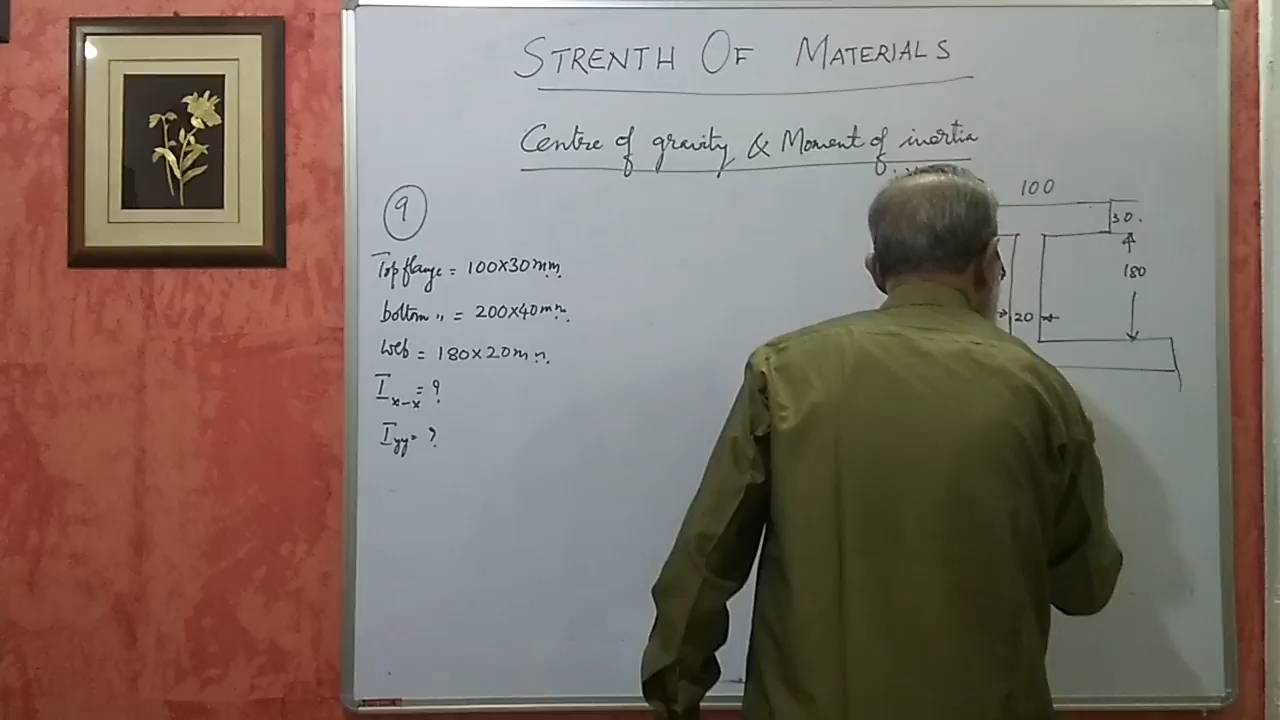 STRENTH OF MATERIALS
Centre of gravity & Moment of inertia
9
Top flange = 100X30mm.
bottom " = 200X40mm.
Web = 180X20mm.
Ix-x = ?
Iyy = ?
100
30.
180
20